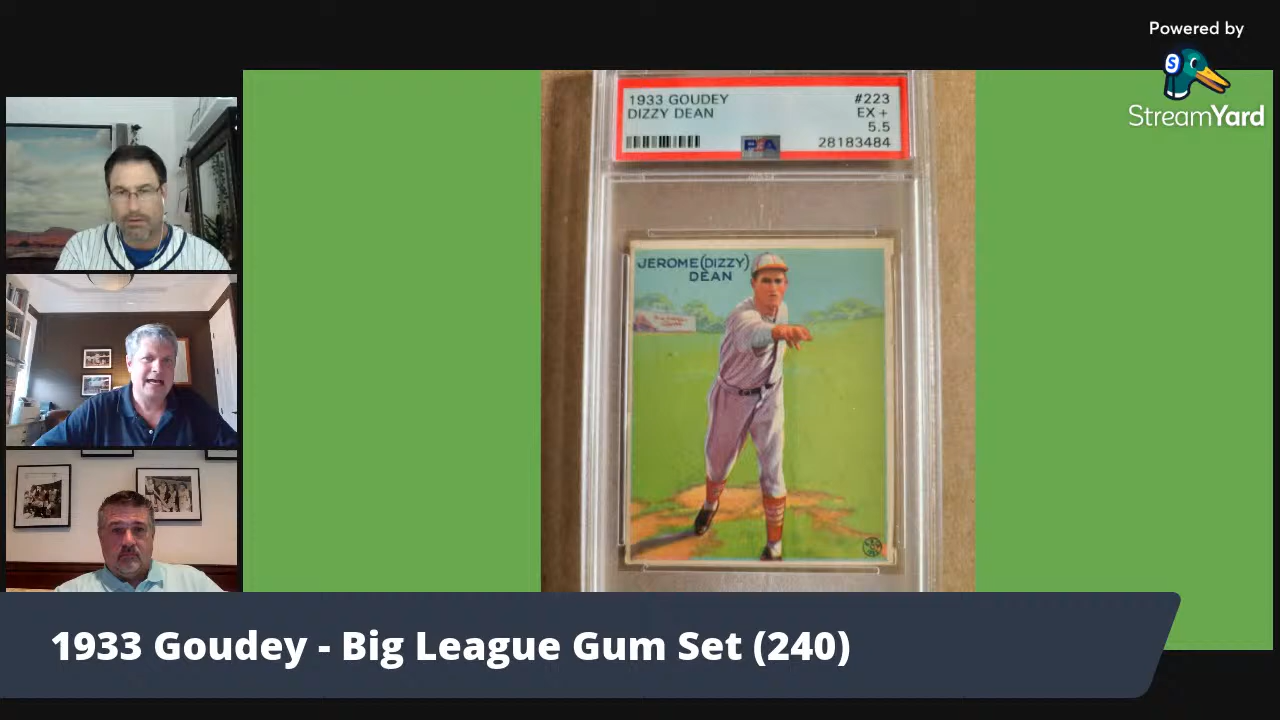 Powered by
StreamYard
1933 GOUDEY #223
DIZZY DEAN EX +
5.5
PSA 28183484
JEROME (DIZZY)
DEAN
1933 Goudey - Big League Gum Set (240)